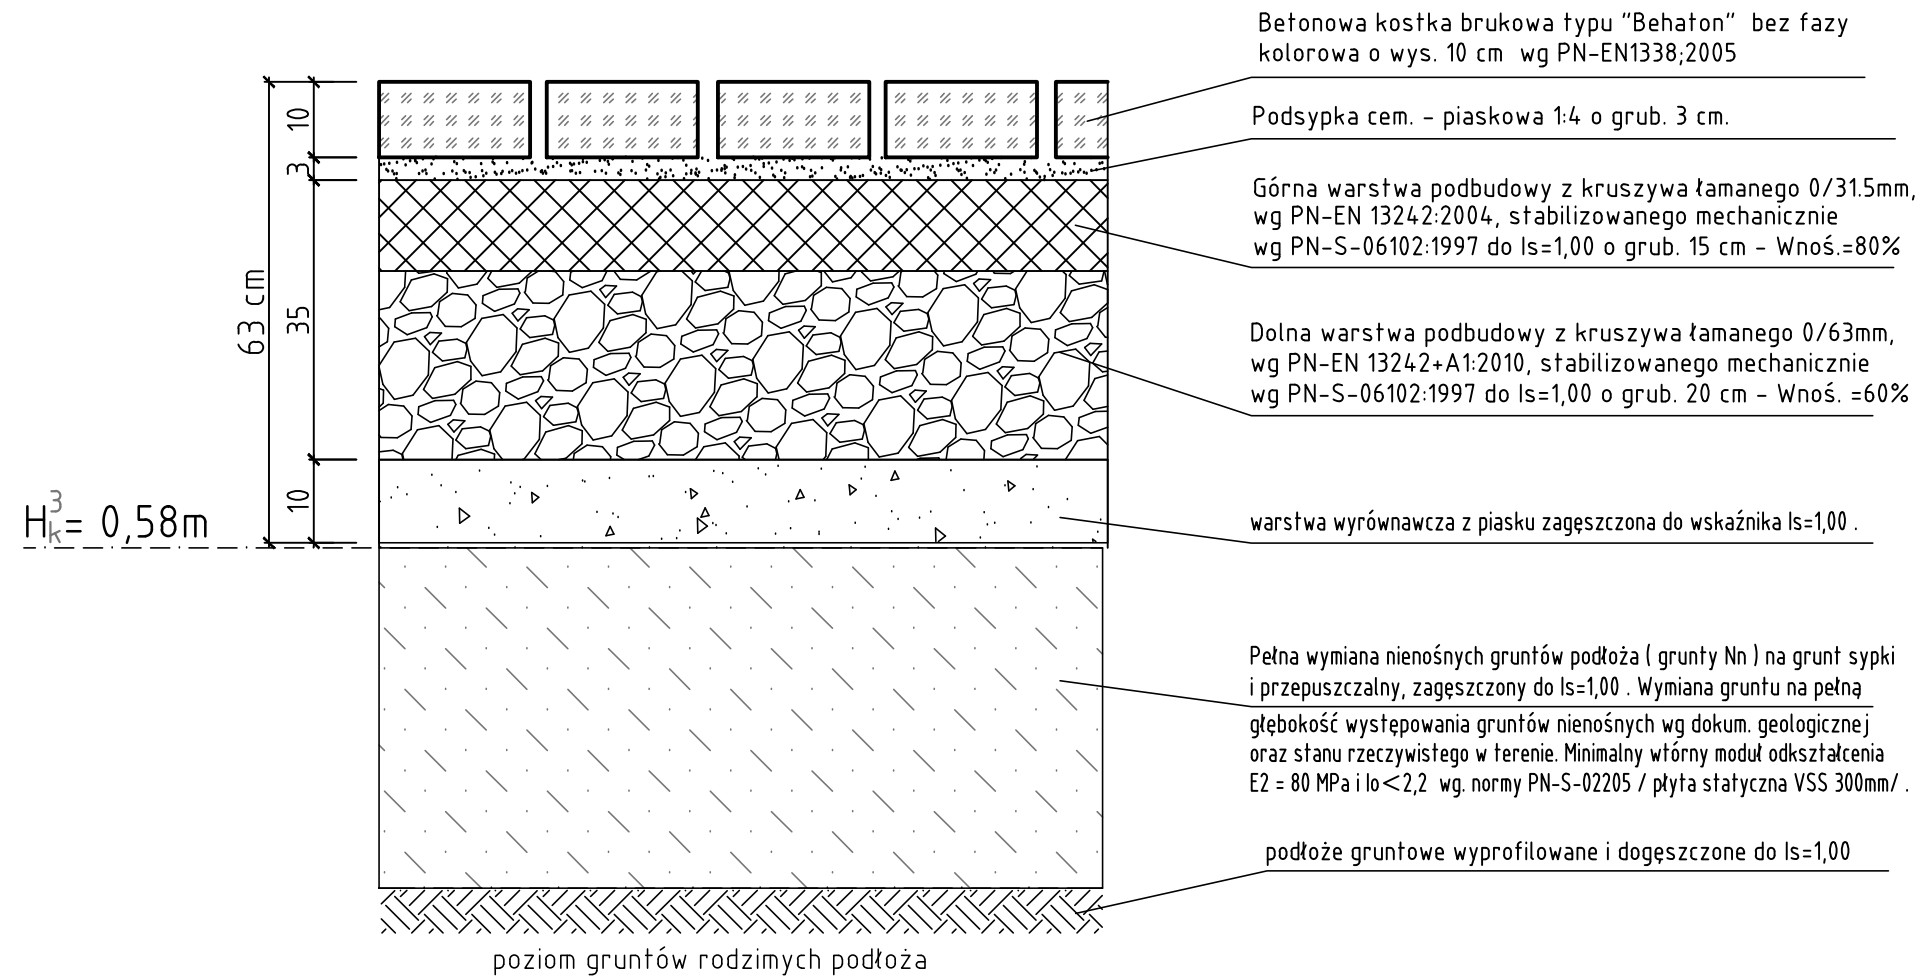 Betonowa kostka brukowa typu "Behaton" bez fazy
kolorowa o wys. 10 cm wg PN-EN1338;2005
Podsypka cem. - piaskowa 1:4 o grub. 3 cm.
Górna warstwa podbudowy z kruszywa łamanego 0/31.5mm,
wg PN-EN 13242:2004, stabilizowanego mechanicznie
wg PN-S-06102:1997 do Is=1,00 o grub. 15 cm - Wnoś.=80%
Dolna warstwa podbudowy z kruszywa łamanego 0/63mm,
wg PN-EN 13242+A1:2010, stabilizowanego mechanicznie
wg PN-S-06102:1997 do Is=1,00 o grub. 20 cm - Wnoś. =60%
warstwa wyrównawcza z piasku zagęszczona do wskaźnika Is=1,00 .
Pełna wymiana nienośnych gruntów podłoża ( grunty Nn ) na grunt sypki
i przepuszczalny, zagęszczony do Is=1,00 . Wymiana gruntu na pełną
głębokość występowania gruntów nienośnych wg dokum. geologicznej
oraz stanu rzeczywistego w terenie. Minimalny wtórny moduł odkształcenia
E2 = 80 MPa i Io<2,2 wg. normy PN-S-02205 / płyta statyczna VSS 300mm/ .
podłoże gruntowe wyprofilowane i dogęszczone do Is=1,00
10
3
35
10
63 cm
H³ₖ= 0,58m
poziom gruntów rodzimych podłoża